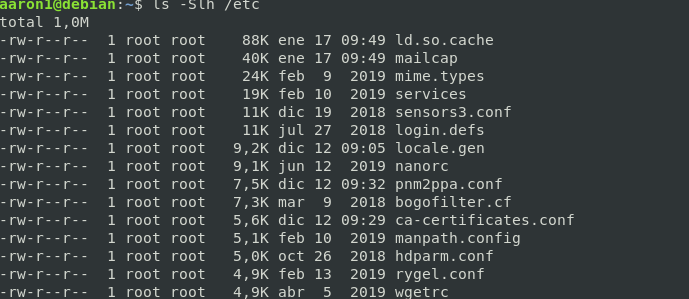 aaron1@debian:~$ ls -Slh /etc
total 1,0M
-rw-r--r-- 1 root root 88K ene 17 09:49 ld.so.cache
-rw-r--r-- 1 root root 40K ene 17 09:49 mailcap
-rw-r--r-- 1 root root 24K feb 9 2019 mime.types
-rw-r--r-- 1 root root 19K feb 10 2019 services
-rw-r--r-- 1 root root 11K dic 19 2018 sensors3.conf
-rw-r--r-- 1 root root 11K jul 27 2018 login.defs
-rw-r--r-- 1 root root 9,2K dic 12 09:05 locale.gen
-rw-r--r-- 1 root root 9,1K jun 12 2019 nanorc
-rw-r--r-- 1 root root 7,5K dic 12 09:32 pnm2ppa.conf
-rw-r--r-- 1 root root 7,3K mar 9 2018 bogofilter.cf
-rw-r--r-- 1 root root 5,6K dic 12 09:29 ca-certificates.conf
-rw-r--r-- 1 root root 5,1K feb 10 2019 manpath.config
-rw-r--r-- 1 root root 5,0K oct 26 2018 hdparm.conf
-rw-r--r-- 1 root root 4,9K feb 13 2019 rygel.conf
-rw-r--r-- 1 root root 4,9K abr 5 2019 wgetrc